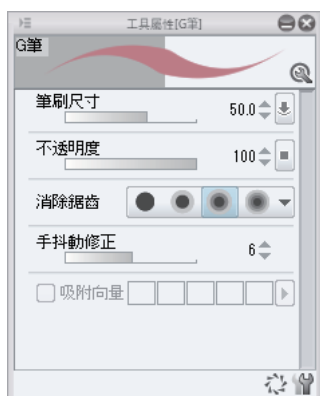 工具屬性[G筆]
G筆
筆刷尺寸 50.0
不透明度 100
消除鋸齒
手抖動修正 6
吸附向量